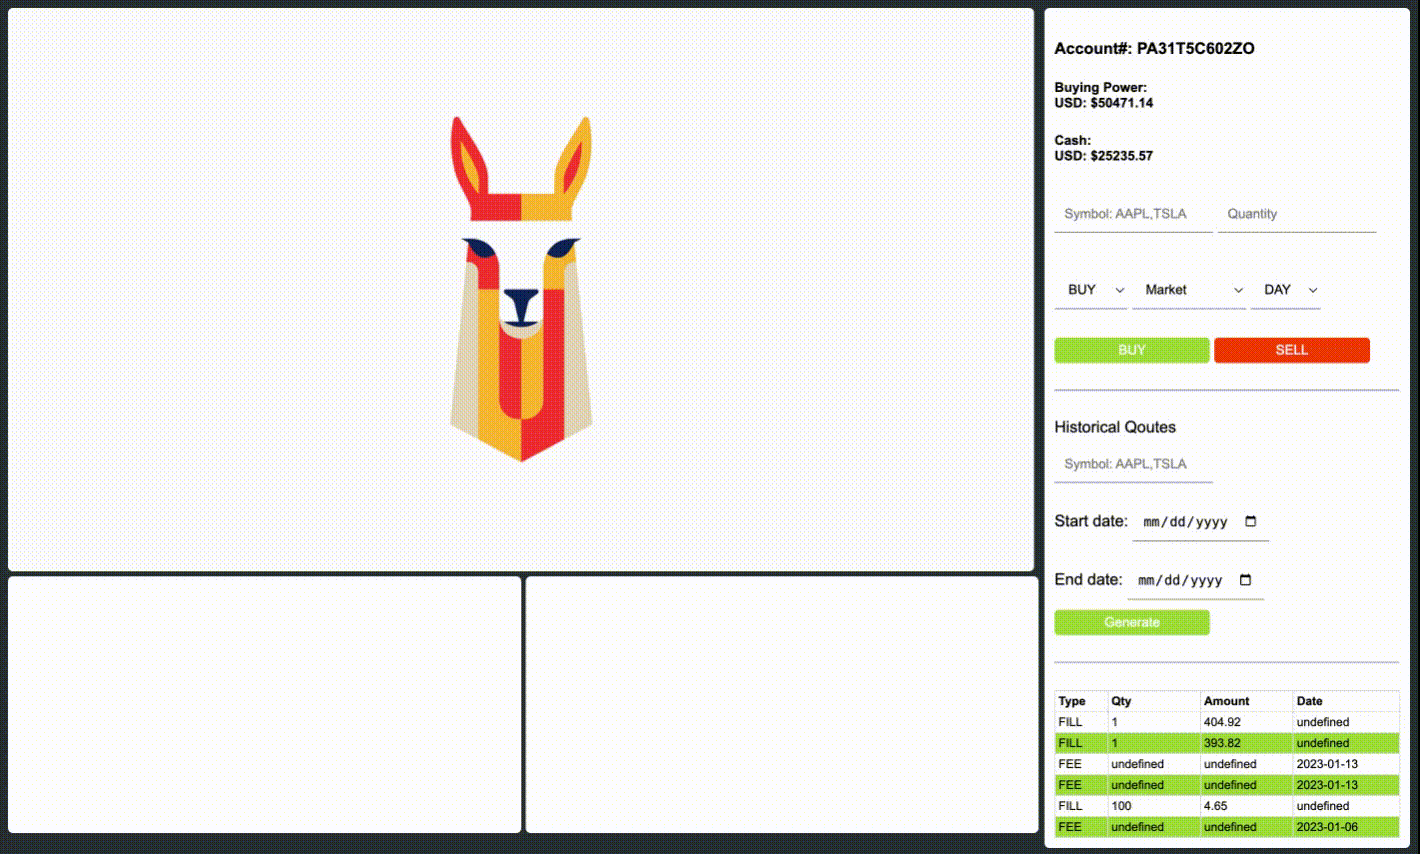 Account#: PA31T5C602ZO
Buying Power:
USD: $50471.14
Cash:
USD: $25235.57
Symbol: AAPL,TSLA Quantity
BUY Market DAY
BUY SELL
Historical Qoutes
Symbol: AAPL,TSLA
Start date: mm/dd/yyyy
End date: mm/dd/yyyy
Generate
Type Qty Amount Date
FILL 1 404.92 undefined
FILL 1 393.82 undefined
FEE undefined undefined 2023-01-13
FEE undefined undefined 2023-01-13
FILL 100 4.65 undefined
FEE undefined undefined 2023-01-06